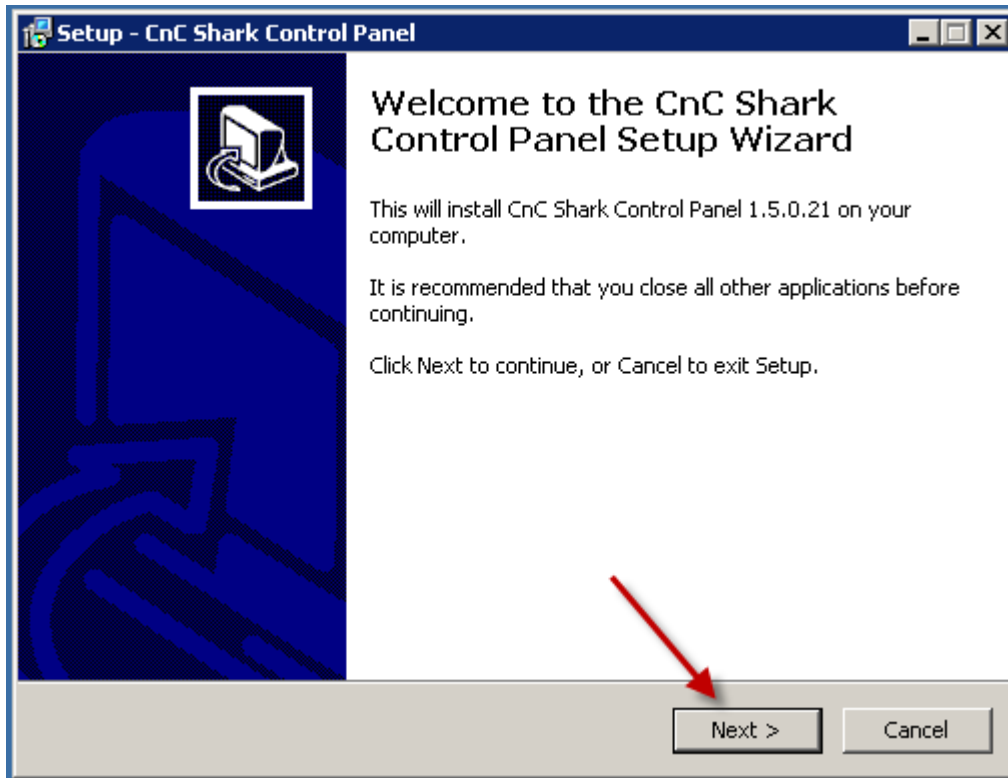 Setup - CnC Shark Control Panel
Welcome to the CnC Shark
Control Panel Setup Wizard
This will install CnC Shark Control Panel 1.5.0.21 on your
computer.
It is recommended that you close all other applications before
continuing.
Click Next to continue, or Cancel to exit Setup.
Next >
Cancel